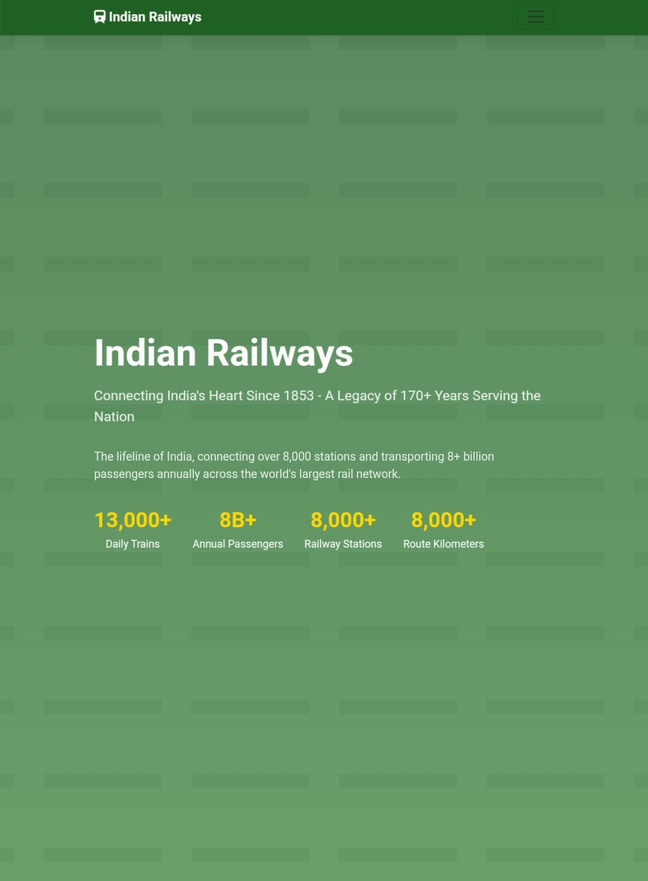 Indian Railways
Indian Railways
Connecting India's Heart Since 1853 - A Legacy of 170+ Years Serving the
Nation
The lifeline of India, connecting over 8,000 stations and transporting 8+ billion
passengers annually across the world's largest rail network.
13,000+ 8B+ 8,000+ 8,000+
Daily Trains Annual Passengers Railway Stations Route Kilometers